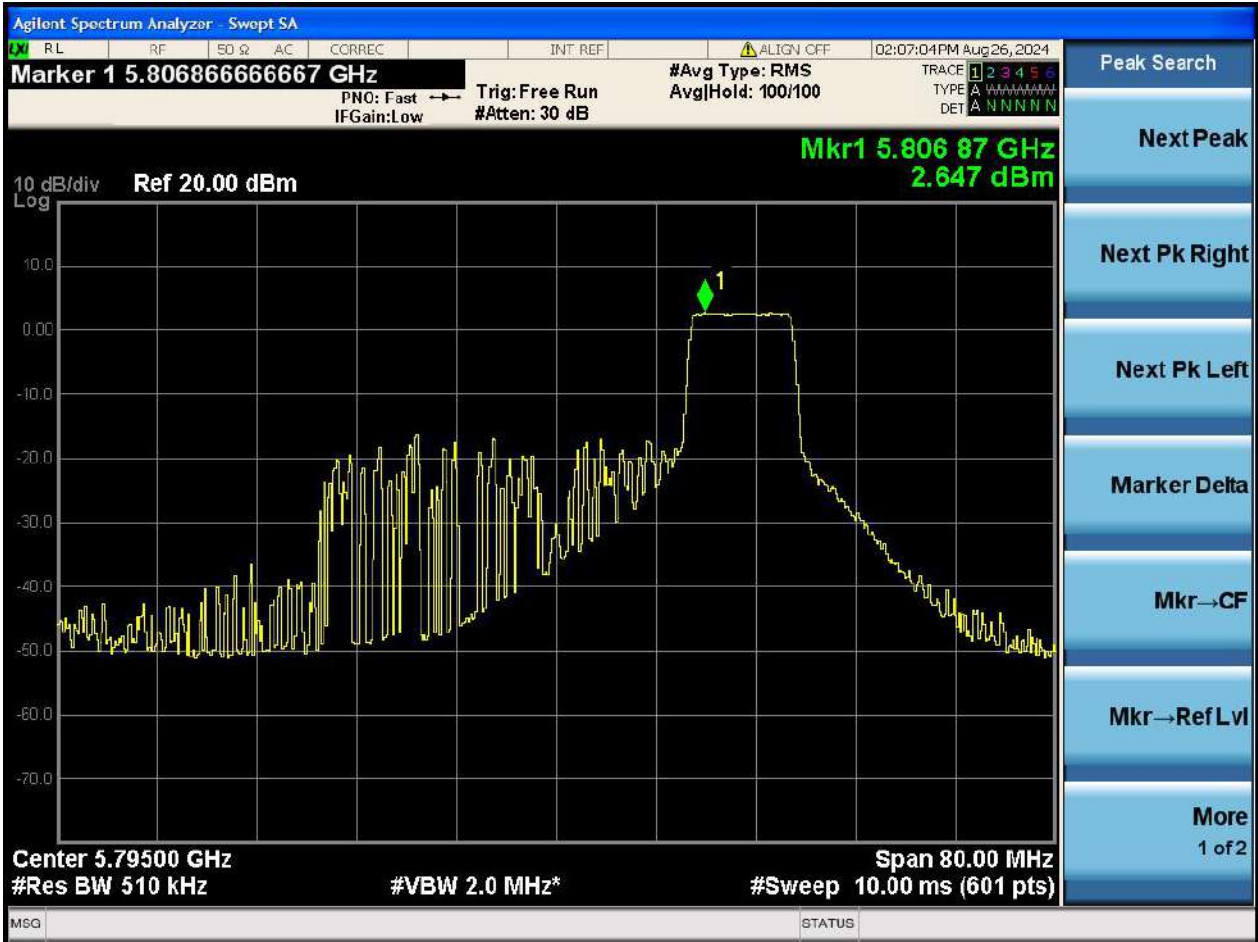 Agilent Spectrum Analyzer - Swept SA
LXI RL RF 50 Ω AC CORREC INT REF ALIGN OFF 02:07:04 PM Aug 26, 2024
Marker 1 5.806866666667 GHz
PNO: Fast
IFGain:Low
Trig: Free Run
#Atten: 30 dB
#Avg Type: RMS
Avg|Hold: 100/100
TRACE 1 2 3 4 5 6
TYPE A WWWWW
DET A N N N N N
Mkr1 5.806 87 GHz
2.647 dBm
10 dB/div Ref 20.00 dBm
Log
10.0
0.00
-10.0
-20.0
-30.0
-40.0
-50.0
-60.0
-70.0
1
Center 5.79500 GHz Span 80.00 MHz
#Res BW 510 kHz #VBW 2.0 MHz* #Sweep 10.00 ms (601 pts)
MSG STATUS
Peak Search
Next Peak
Next Pk Right
Next Pk Left
Marker Delta
Mkr→CF
Mkr→Ref Lvl
More
1 of 2